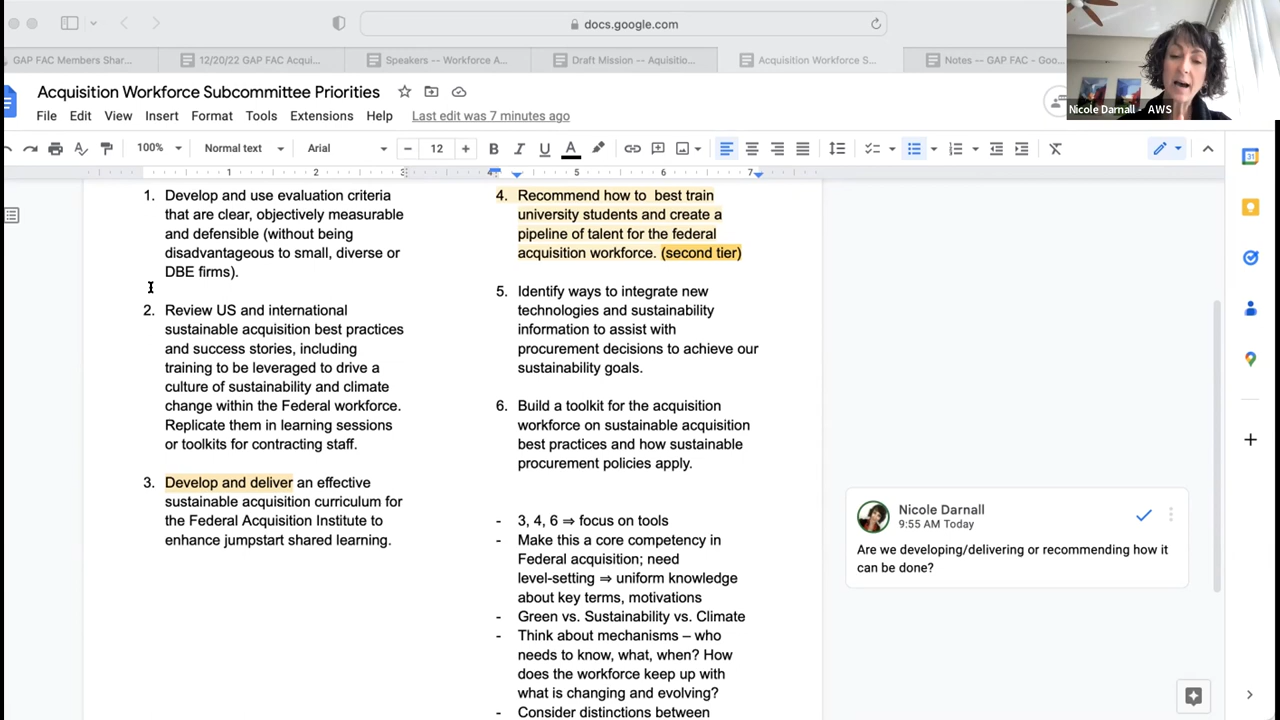 docs.google.com
GAP FAC Members Shar...
12/20/22 GAP FAC Acqui...
Speakers -- Workforce A...
Draft Mission -- Aquisitio...
Acquisition Workforce S...
Notes -- GAP FAC - Goo...
Nicole Darnall - AWS
Acquisition Workforce Subcommittee Priorities
File Edit View Insert Format Tools Extensions Help Last edit was 7 minutes ago
100% Normal text Arial 12
1 2 3 4 5 6 7
1. Develop and use evaluation criteria
that are clear, objectively measurable
and defensible (without being
disadvantageous to small, diverse or
DBE firms).
2. Review US and international
sustainable acquisition best practices
and success stories, including
training to be leveraged to drive a
culture of sustainability and climate
change within the Federal workforce.
Replicate them in learning sessions
or toolkits for contracting staff.
3. Develop and deliver an effective
sustainable acquisition curriculum for
the Federal Acquisition Institute to
enhance jumpstart shared learning.
4. Recommend how to best train
university students and create a
pipeline of talent for the federal
acquisition workforce. (second tier)
5. Identify ways to integrate new
technologies and sustainability
information to assist with
procurement decisions to achieve our
sustainability goals.
6. Build a toolkit for the acquisition
workforce on sustainable acquisition
best practices and how sustainable
procurement policies apply.
- 3, 4, 6 ⇒ focus on tools
- Make this a core competency in
Federal acquisition; need
level-setting ⇒ uniform knowledge
about key terms, motivations
- Green vs. Sustainability vs. Climate
- Think about mechanisms – who
needs to know, what, when? How
does the workforce keep up with
what is changing and evolving?
- Consider distinctions between
Nicole Darnall
9:55 AM Today
Are we developing/delivering or recommending how it
can be done?
31